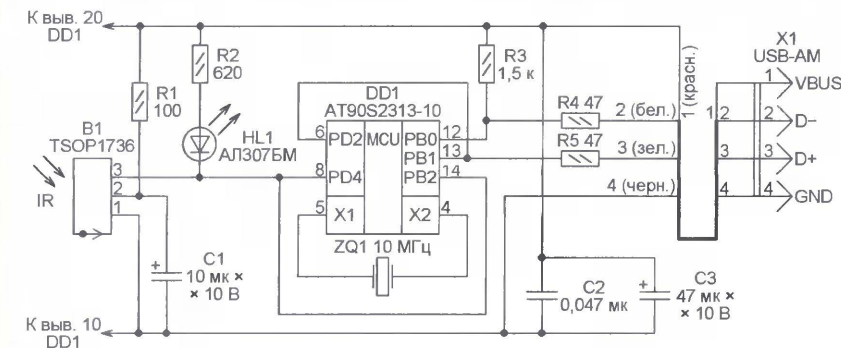 К выв. 20
DD1
R1
100
R2
620
B1
TSOP1736
IR
3
2
1
HL1
АЛ307БМ
C1
10 мк ×
× 10 В
К выв. 10
DD1
DD1
AT90S2313-10
6
PD2
MCU
PB0
12
PB1
13
8
PD4
PB2
14
5
X1
X2
4
ZQ1 10 МГц
R3
1,5 к
R4 47
2 (бел.)
R5 47
3 (зел.)
4 (черн.)
1 (красн.)
C2
0,047 мк
C3
47 мк ×
× 10 В
X1
USB-AM
1
VBUS
1
2
2
D−
3
3
D+
4
4
GND